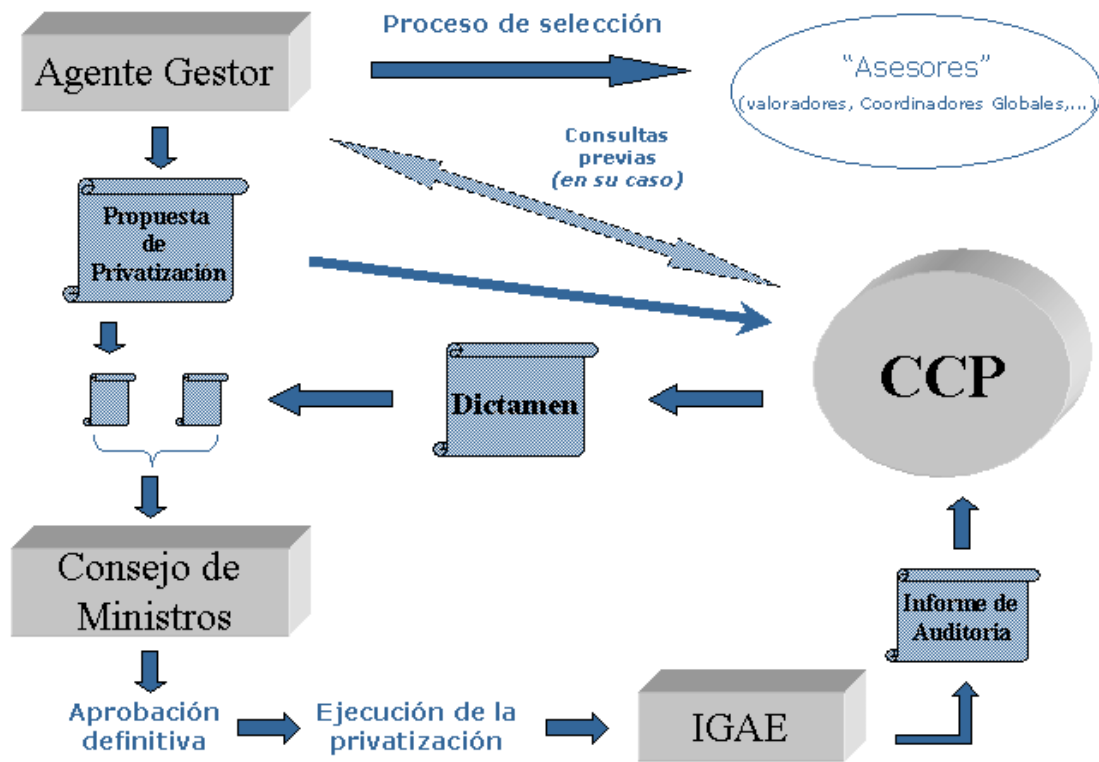 Proceso de selección
Agente Gestor
"Asesores"
(valoradores, Coordinadores Globales,...)
Consultas
previas
(en su caso)
Propuesta
de
Privatización
CCP
Dictamen
Consejo de
Ministros
Informe de
Auditoria
Aprobación
definitiva
Ejecución de la
privatización
IGAE